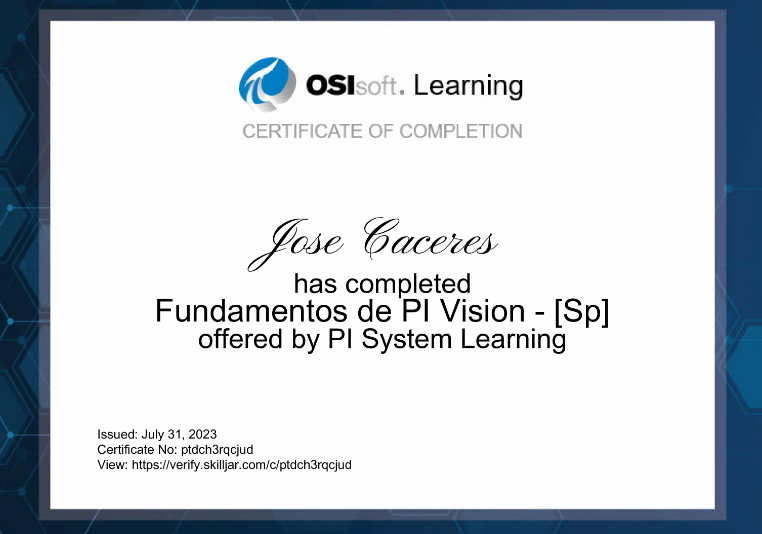 OSIsoft. Learning
CERTIFICATE OF COMPLETION
Jose Caceres
has completed
Fundamentos de PI Vision - [Sp]
offered by PI System Learning
Issued: July 31, 2023
Certificate No: ptdch3rqcjud
View: https://verify.skilljar.com/c/ptdch3rqcjud